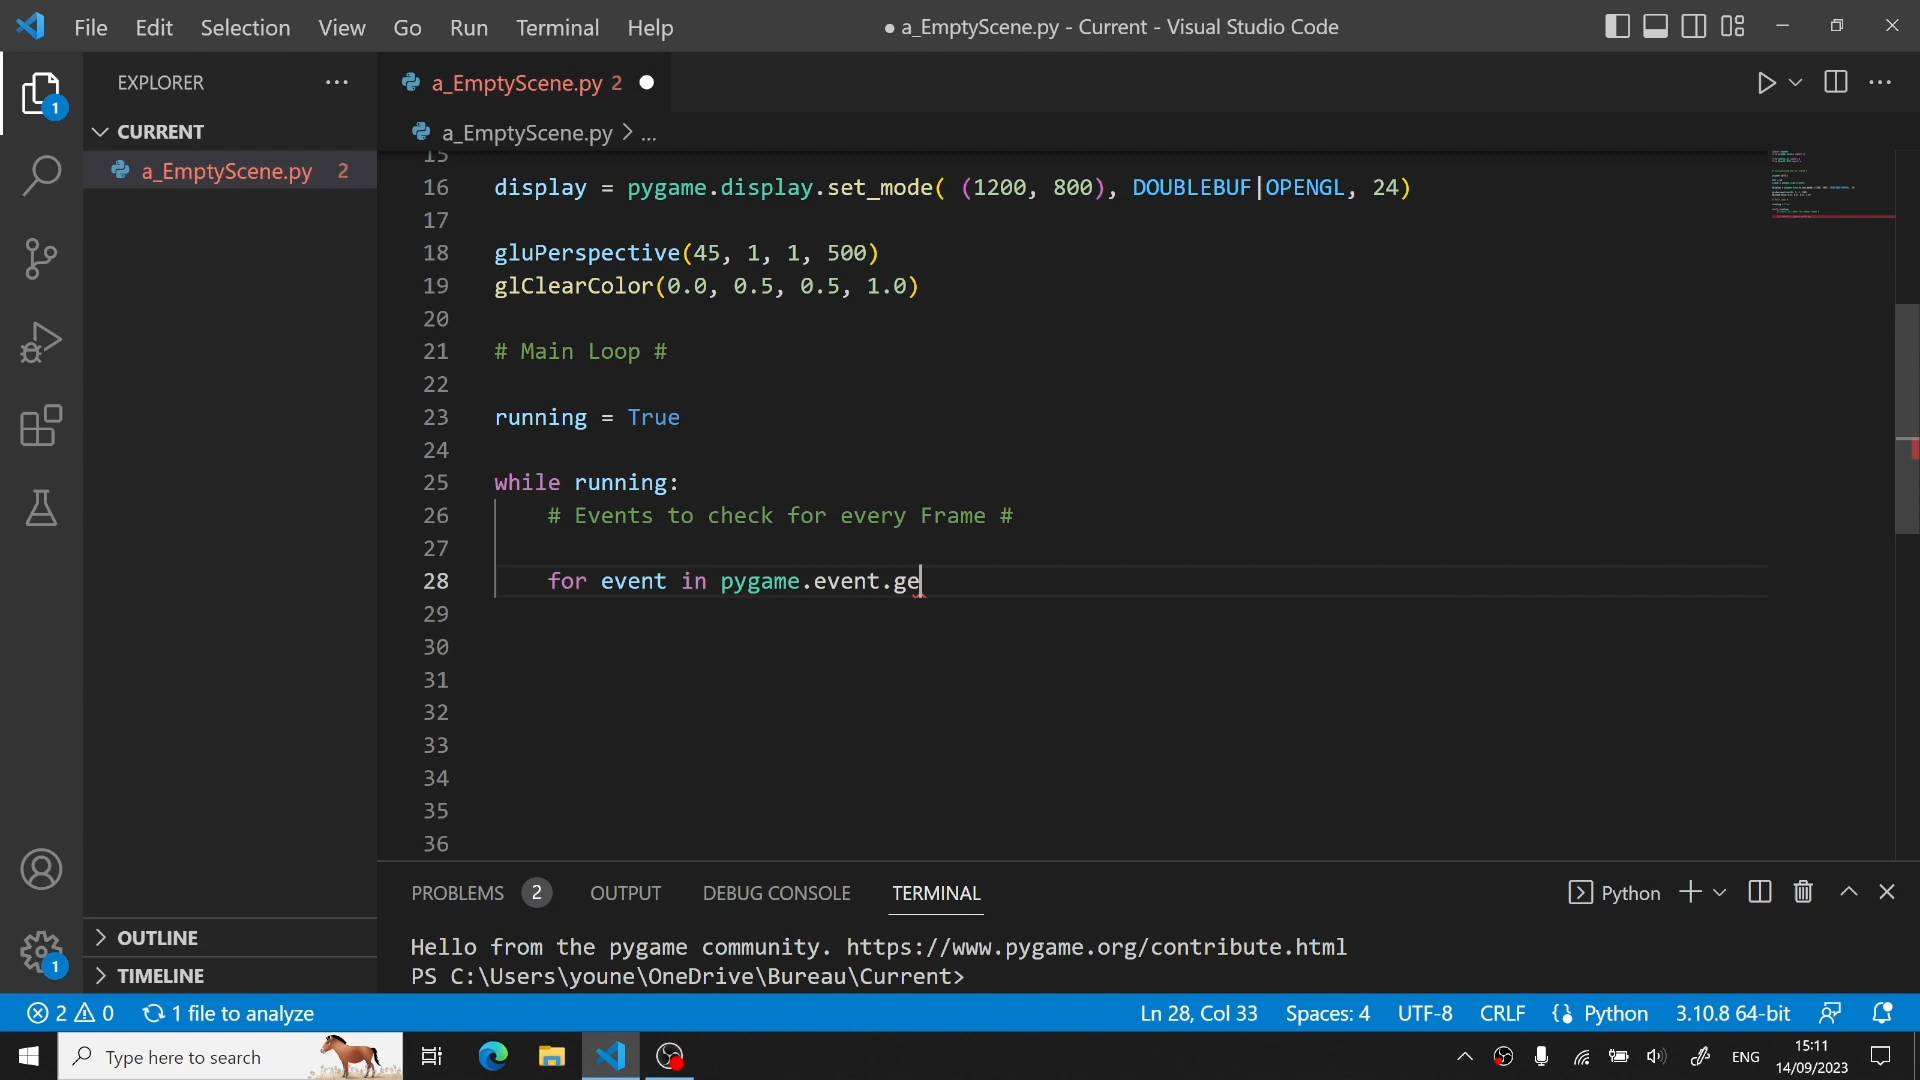 File Edit Selection View Go Run Terminal Help
● a_EmptyScene.py - Current - Visual Studio Code
EXPLORER
CURRENT
a_EmptyScene.py 2
a_EmptyScene.py 2
a_EmptyScene.py > ...
1
15
16 display = pygame.display.set_mode( (1200, 800), DOUBLEBUF|OPENGL, 24)
17
18 gluPerspective(45, 1, 1, 500)
19 glClearColor(0.0, 0.5, 0.5, 1.0)
20
21 # Main Loop #
22
23 running = True
24
25 while running:
26 # Events to check for every Frame #
27
28 for event in pygame.event.ge
29
30
31
32
33
34
35
36
OUTLINE
TIMELINE
1
PROBLEMS 2 OUTPUT DEBUG CONSOLE TERMINAL
Python
Hello from the pygame community. https://www.pygame.org/contribute.html
PS C:\Users\youne\OneDrive\Bureau\Current>
2 0 1 file to analyze
Ln 28, Col 33 Spaces: 4 UTF-8 CRLF Python 3.10.8 64-bit
Type here to search
ENG
15:11
14/09/2023